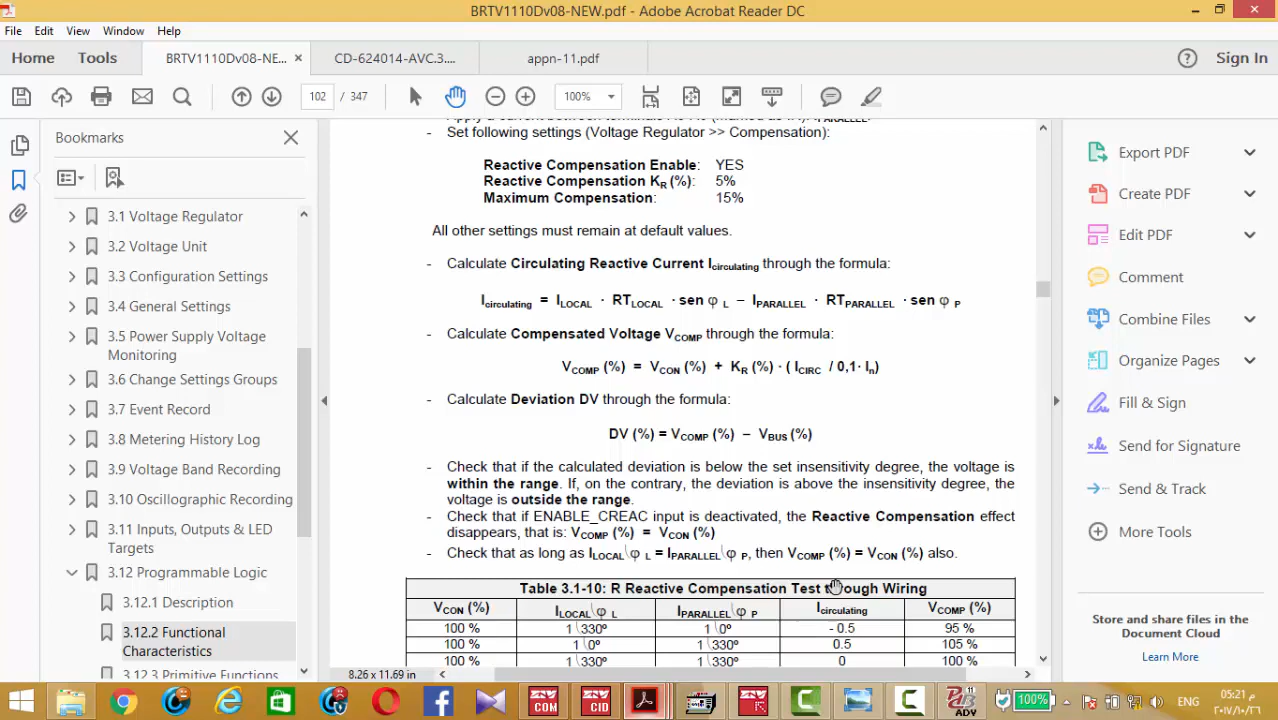 BRTV1110Dv08-NEW.pdf - Adobe Acrobat Reader DC
File Edit View Window Help
Home Tools BRTV1110Dv08-NE... × CD-624014-AVC.3.... appn-11.pdf Sign In
102 / 347 100%
Bookmarks
3.1 Voltage Regulator
3.2 Voltage Unit
3.3 Configuration Settings
3.4 General Settings
3.5 Power Supply Voltage
Monitoring
3.6 Change Settings Groups
3.7 Event Record
3.8 Metering History Log
3.9 Voltage Band Recording
3.10 Oscillographic Recording
3.11 Inputs, Outputs & LED
Targets
3.12 Programmable Logic
3.12.1 Description
3.12.2 Functional
Characteristics
3.12.3 Primitive Functions
- Set following settings (Voltage Regulator >> Compensation):
Reactive Compensation Enable: YES
Reactive Compensation KR (%): 5%
Maximum Compensation: 15%
All other settings must remain at default values.
- Calculate Circulating Reactive Current Icirculating through the formula:
Icirculating = ILOCAL · RTLOCAL · sen φ L – IPARALLEL · RTPARALLEL · sen φ P
- Calculate Compensated Voltage VCOMP through the formula:
VCOMP (%) = VCON (%) + KR (%) · ( ICIRC / 0,1· In)
- Calculate Deviation DV through the formula:
DV (%) = VCOMP (%) – VBUS (%)
- Check that if the calculated deviation is below the set insensitivity degree, the voltage is
within the range. If, on the contrary, the deviation is above the insensitivity degree, the
voltage is outside the range.
- Check that if ENABLE_CREAC input is deactivated, the Reactive Compensation effect
disappears, that is: VCOMP (%) = VCON (%)
- Check that as long as ILOCAL\φ L = IPARALLEL\φ P, then VCOMP (%) = VCON (%) also.
Table 3.1-10: R Reactive Compensation Test through Wiring
VCON (%) ILOCAL\φ L IPARALLEL\φ P Icirculating VCOMP (%)
100 % 1\330º 1\0º - 0.5 95 %
100 % 1\0º 1\330º 0.5 105 %
100 % 1\330º 1\330º 0 100 %
8.26 x 11.69 in
Export PDF
Create PDF
Edit PDF
Comment
Combine Files
Organize Pages
Fill & Sign
Send for Signature
Send & Track
More Tools
Store and share files in the
Document Cloud
Learn More
COM CID ADV 100% ENG
05:21 م
٢٠١٧/١٠/٢٦